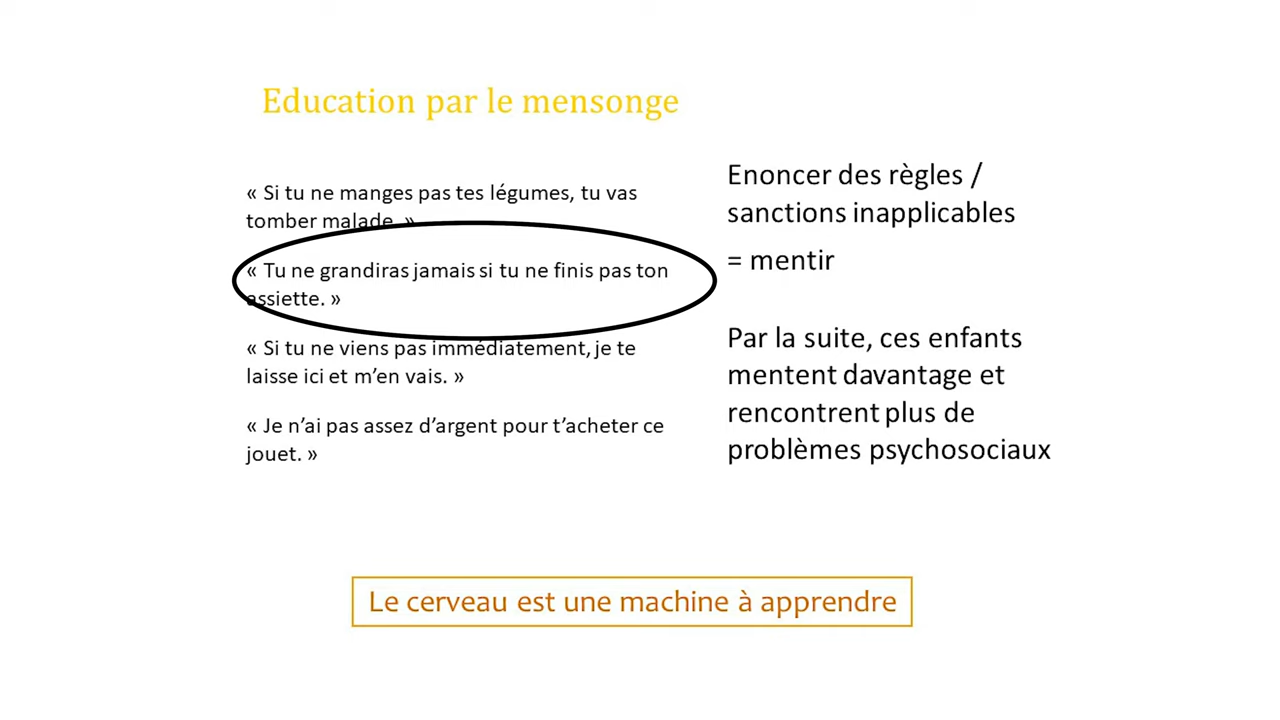 Education par le mensonge
« Si tu ne manges pas tes légumes, tu vas
tomber malade. »
« Tu ne grandiras jamais si tu ne finis pas ton
assiette. »
« Si tu ne viens pas immédiatement, je te
laisse ici et m’en vais. »
« Je n’ai pas assez d’argent pour t’acheter ce
jouet. »
Enoncer des règles /
sanctions inapplicables
= mentir
Par la suite, ces enfants
mentent davantage et
rencontrent plus de
problèmes psychosociaux
Le cerveau est une machine à apprendre